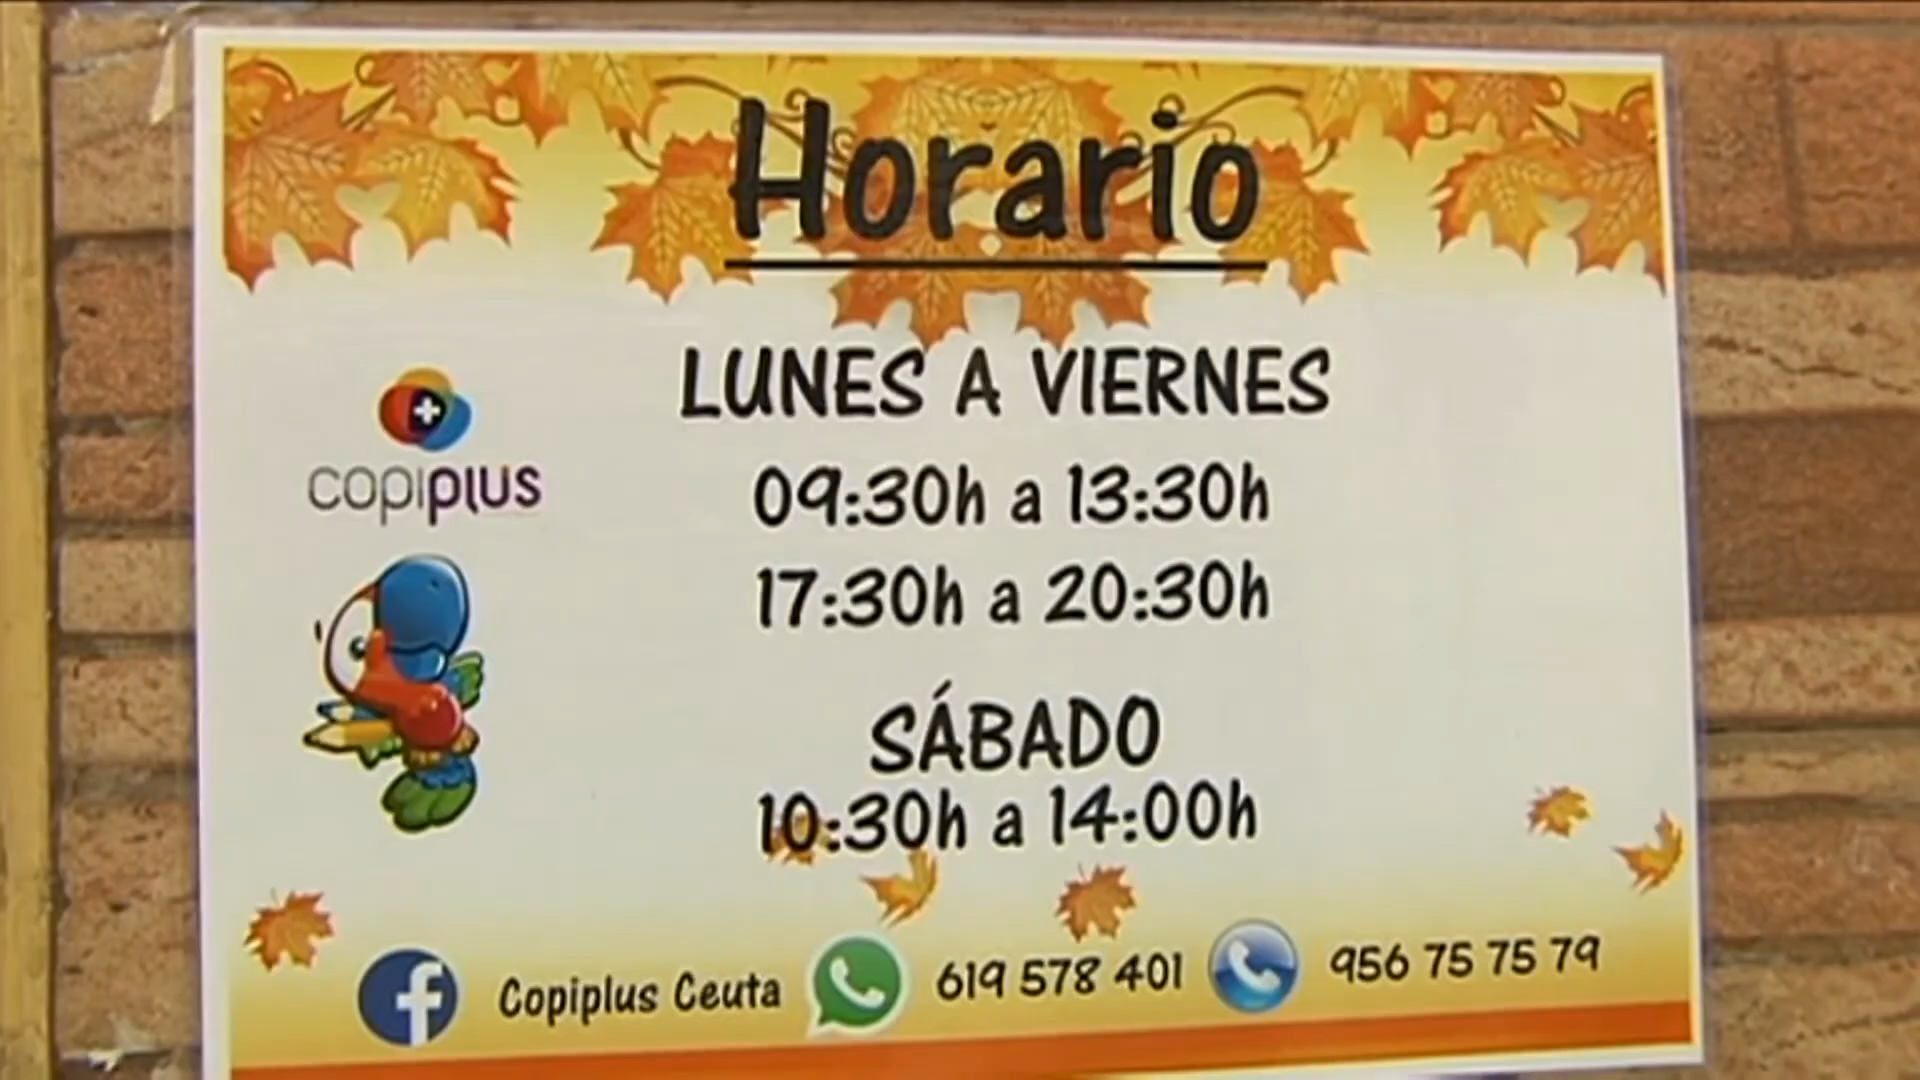 Horario
LUNES A VIERNES
09:30h a 13:30h
17:30h a 20:30h
copiplus
SÁBADO
10:30h a 14:00h
Copiplus Ceuta 619 578 401 956 75 75 79